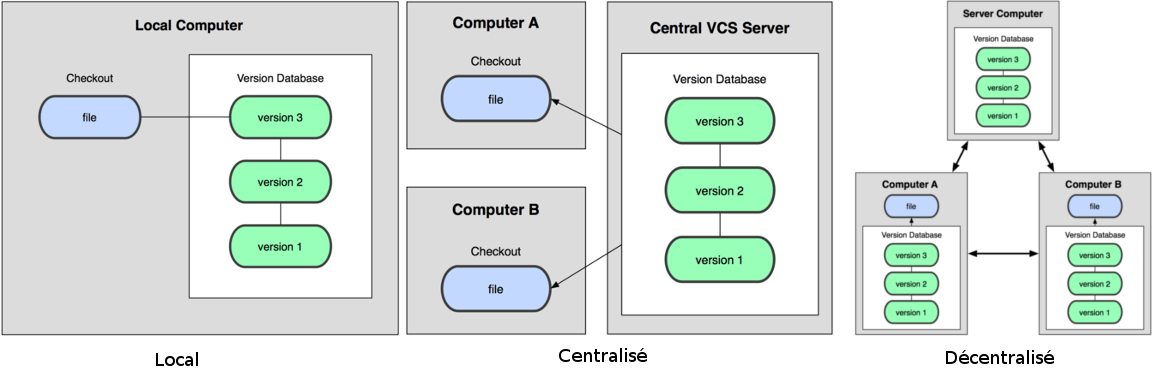 Local Computer
Checkout
Version Database
file
version 3
version 2
version 1
Local
Computer A
Checkout
file
Computer B
Checkout
file
Central VCS Server
Version Database
version 3
version 2
version 1
Centralisé
Server Computer
Version Database
version 3
version 2
version 1
Computer A
file
Version Database
version 3
version 2
version 1
Computer B
file
Version Database
version 3
version 2
version 1
Décentralisé